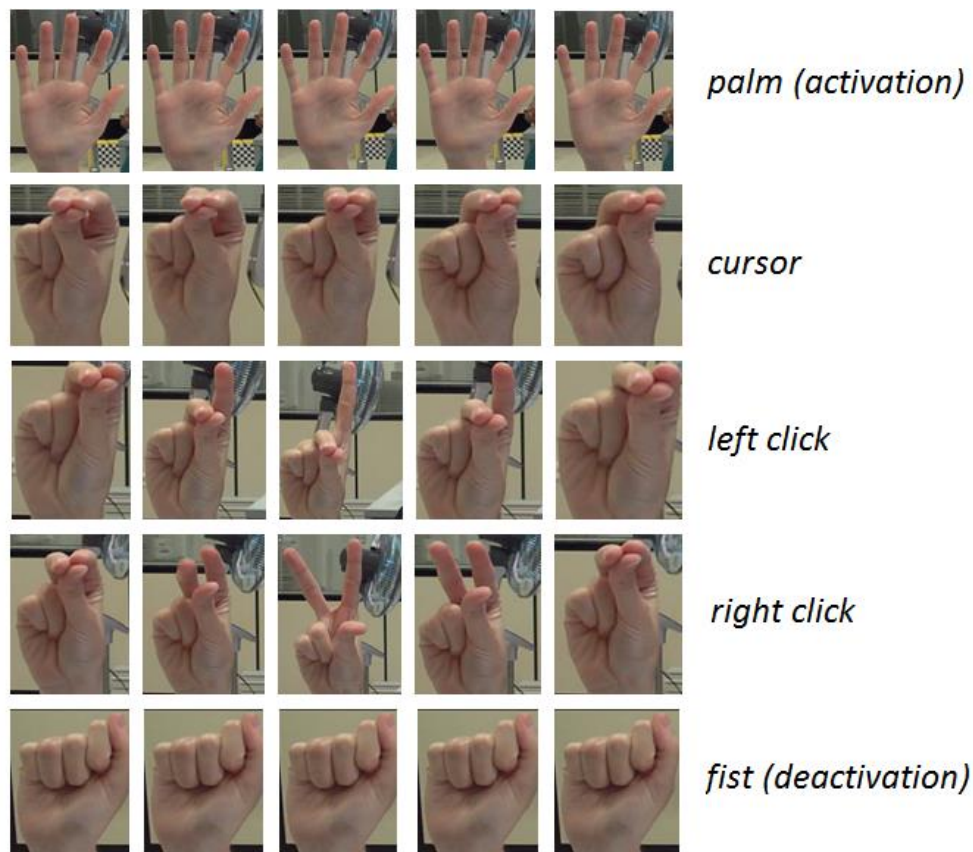 palm (activation)
cursor
left click
right click
fist (deactivation)